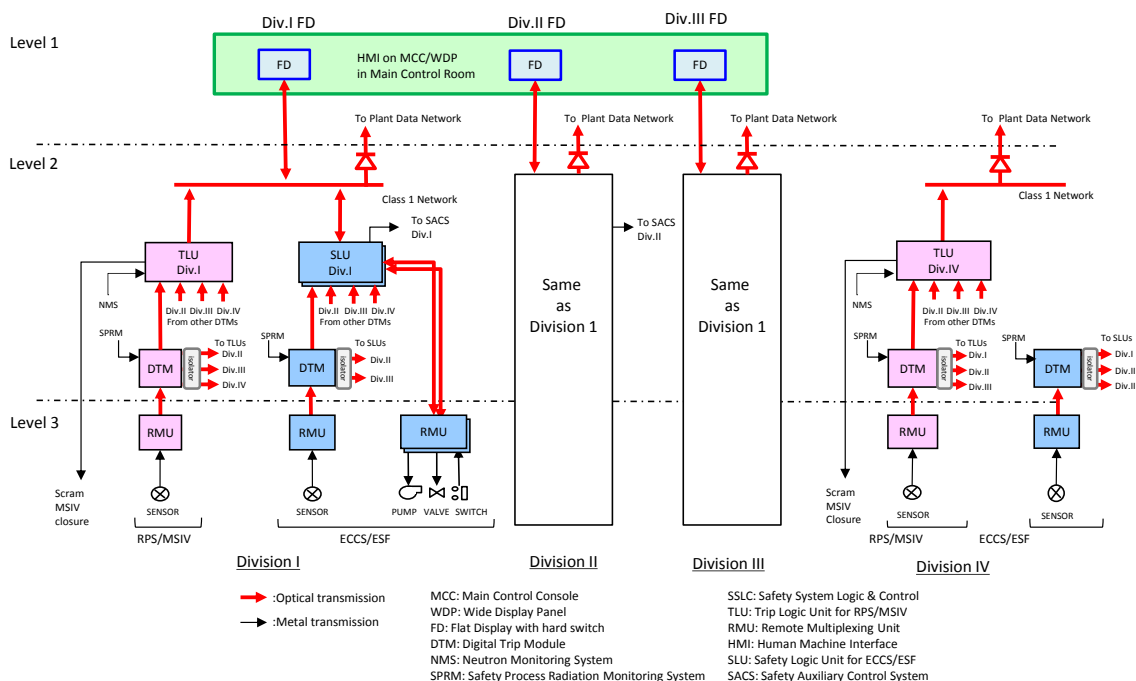 Div.I FD
Div.II FD
Div.III FD
Level 1
FD
HMI on MCC/WDP
in Main Control Room
FD
FD
To Plant Data Network
To Plant Data Network
To Plant Data Network
To Plant Data Network
Level 2
Class 1 Network
Class 1 Network
To SACS
Div.I
To SACS
Div.II
TLU
Div.I
SLU
Div.I
TLU
Div.IV
NMS
Div.II Div.III Div.IV
From other DTMs
Div.II Div.III Div.IV
From other DTMs
Same
as
Division 1
Same
as
Division 1
NMS
Div.II Div.III Div.IV
From other DTMs
SPRM
DTM
isolator
To TLUs
Div.II
Div.III
Div.IV
SPRM
DTM
isolator
To SLUs
Div.II
Div.III
SPRM
DTM
isolator
To TLUs
Div.I
Div.II
Div.III
SPRM
DTM
isolator
To SLUs
Div.I
Div.II
Div.II
Level 3
RMU
RMU
RMU
RMU
RMU
Scram
MSIV
closure
SENSOR
SENSOR
PUMP
VALVE
SWITCH
Scram
MSIV
Closure
SENSOR
SENSOR
RPS/MSIV
ECCS/ESF
RPS/MSIV
ECCS/ESF
Division I
Division II
Division III
Division IV
:Optical transmission
:Metal transmission
MCC: Main Control Console
WDP: Wide Display Panel
FD: Flat Display with hard switch
DTM: Digital Trip Module
NMS: Neutron Monitoring System
SPRM: Safety Process Radiation Monitoring System
SSLC: Safety System Logic & Control
TLU: Trip Logic Unit for RPS/MSIV
RMU: Remote Multiplexing Unit
HMI: Human Machine Interface
SLU: Safety Logic Unit for ECCS/ESF
SACS: Safety Auxiliary Control System